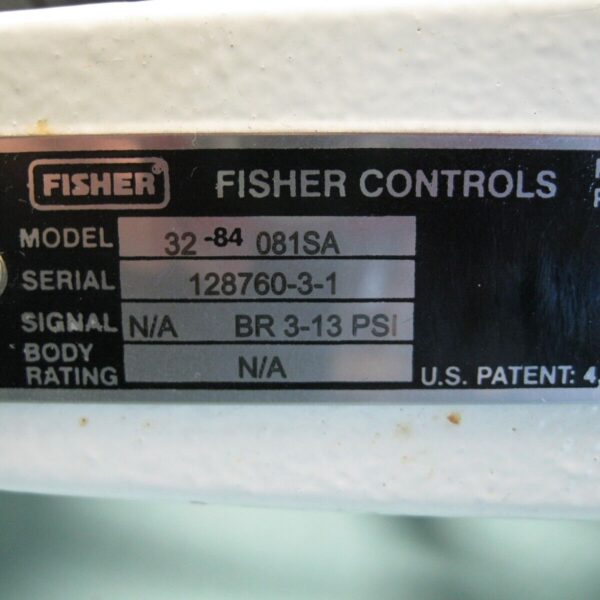 FISHER® FISHER CONTROLS
MODEL 32 -84 081SA
SERIAL 128760-3-1
SIGNAL N/A BR 3-13 PSI
BODY RATING N/A
U.S. PATENT: 4,